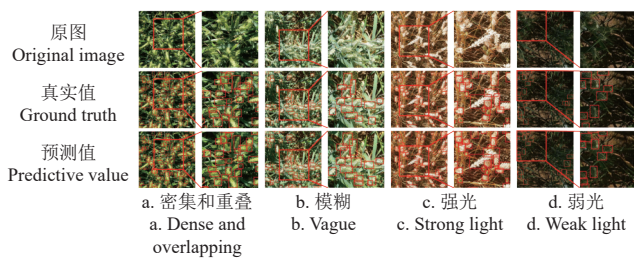 原图
Original image
真实值
Ground truth
预测值
Predictive value
a. 密集和重叠
a. Dense and
overlapping
b. 模糊
b. Vague
c. 强光
c. Strong light
d. 弱光
d. Weak light